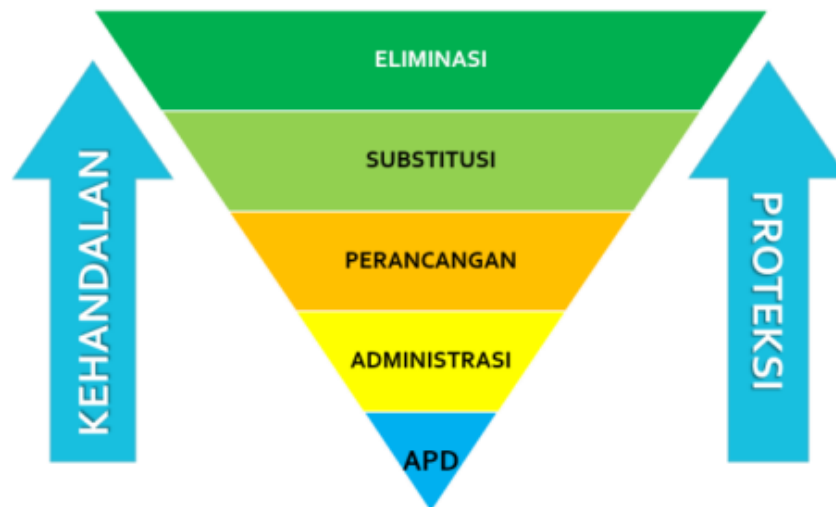 ELIMINASI
SUBSTITUSI
PERANCANGAN
ADMINISTRASI
APD
KEHANDALAN
PROTEKSI